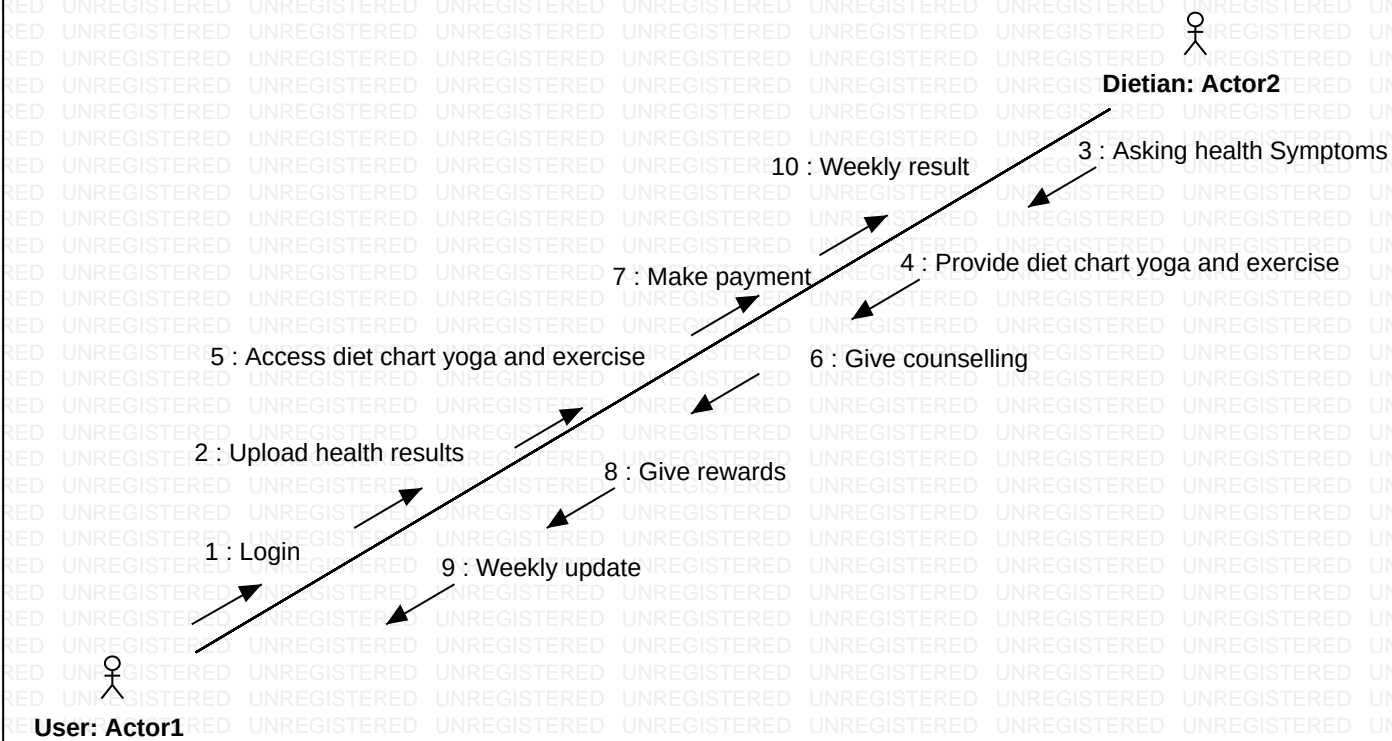 Dietian: Actor2
3 : Asking health Symptoms
10 : Weekly result
4 : Provide diet chart yoga and exercise
7 : Make payment
5 : Access diet chart yoga and exercise
6 : Give counselling
2 : Upload health results
8 : Give rewards
1 : Login
9 : Weekly update
User: Actor1
UNREGISTERED